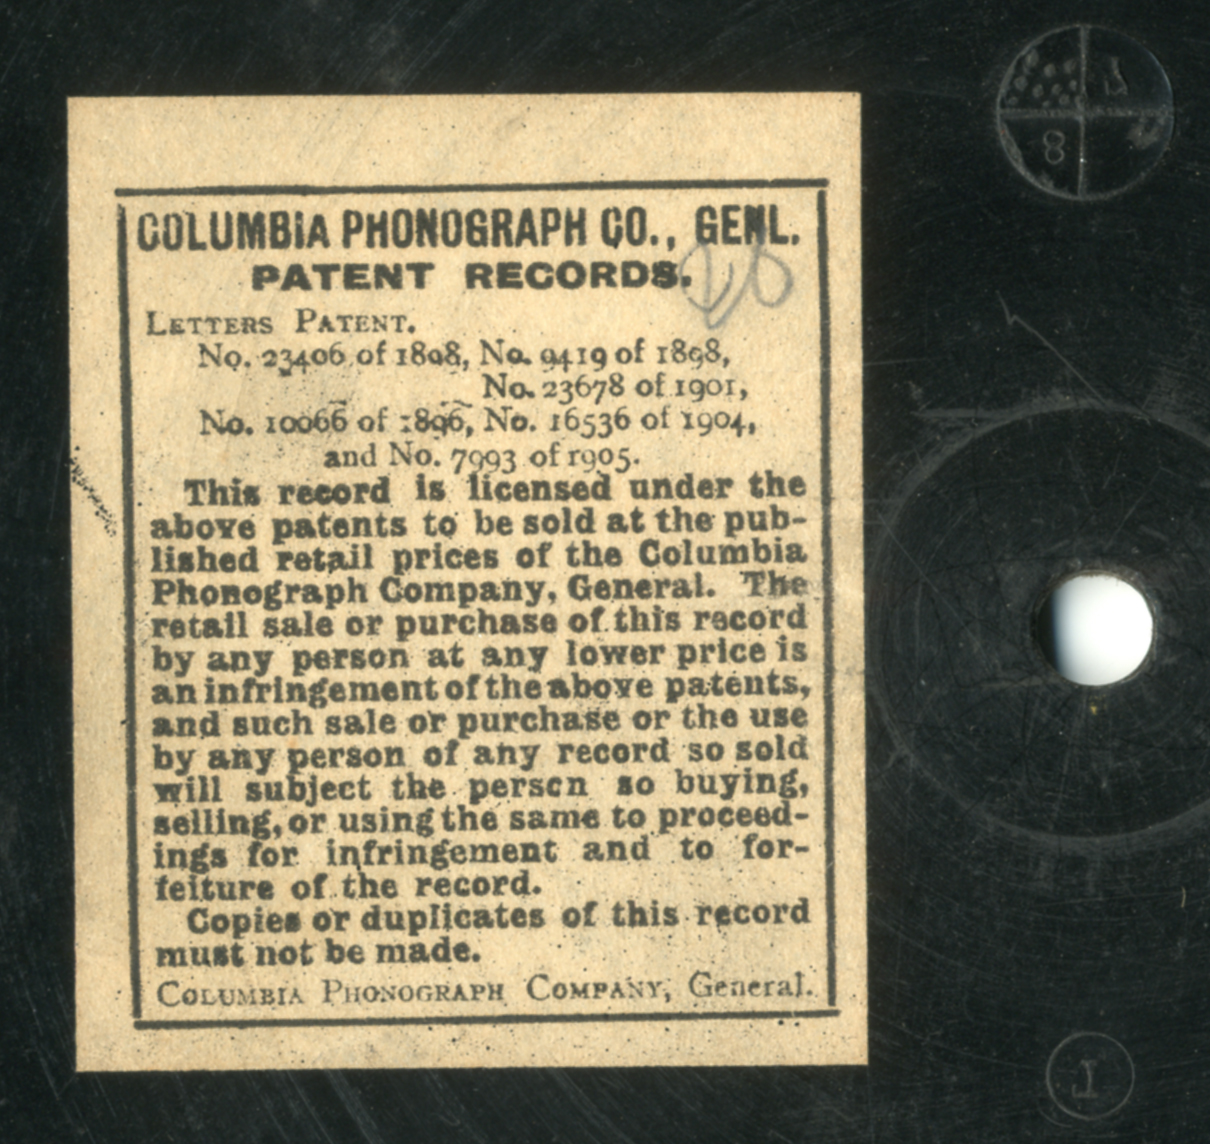 COLUMBIA PHONOGRAPH CO., GENL.
PATENT RECORDS.
LETTERS PATENT.
No. 23406 of 1898, No. 9419 of 1898,
No. 23678 of 1901,
No. 10066 of 1896, No. 16536 of 1904,
and No. 7993 of 1905.
This record is licensed under the
above patents to be sold at the pub-
lished retail prices of the Columbia
Phonograph Company, General. The
retail sale or purchase of this record
by any person at any lower price is
an infringement of the above patents,
and such sale or purchase or the use
by any person of any record so sold
will subject the person so buying,
selling, or using the same to proceed-
ings for infringement and to for-
feiture of the record.
Copies or duplicates of this record
must not be made.
COLUMBIA PHONOGRAPH COMPANY, General.
8